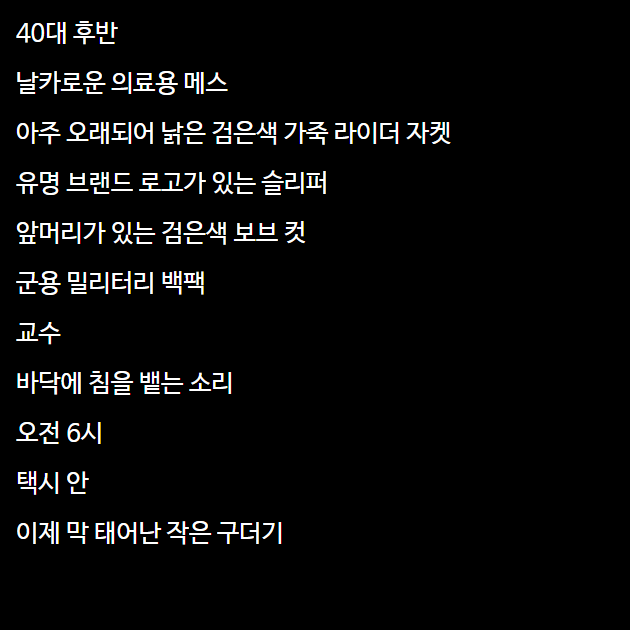 40대 후반
날카로운 의료용 메스
아주 오래되어 낡은 검은색 가죽 라이더 자켓
유명 브랜드 로고가 있는 슬리퍼
앞머리가 있는 검은색 보브 컷
군용 밀리터리 백팩
교수
바닥에 침을 뱉는 소리
오전 6시
택시 안
이제 막 태어난 작은 구더기